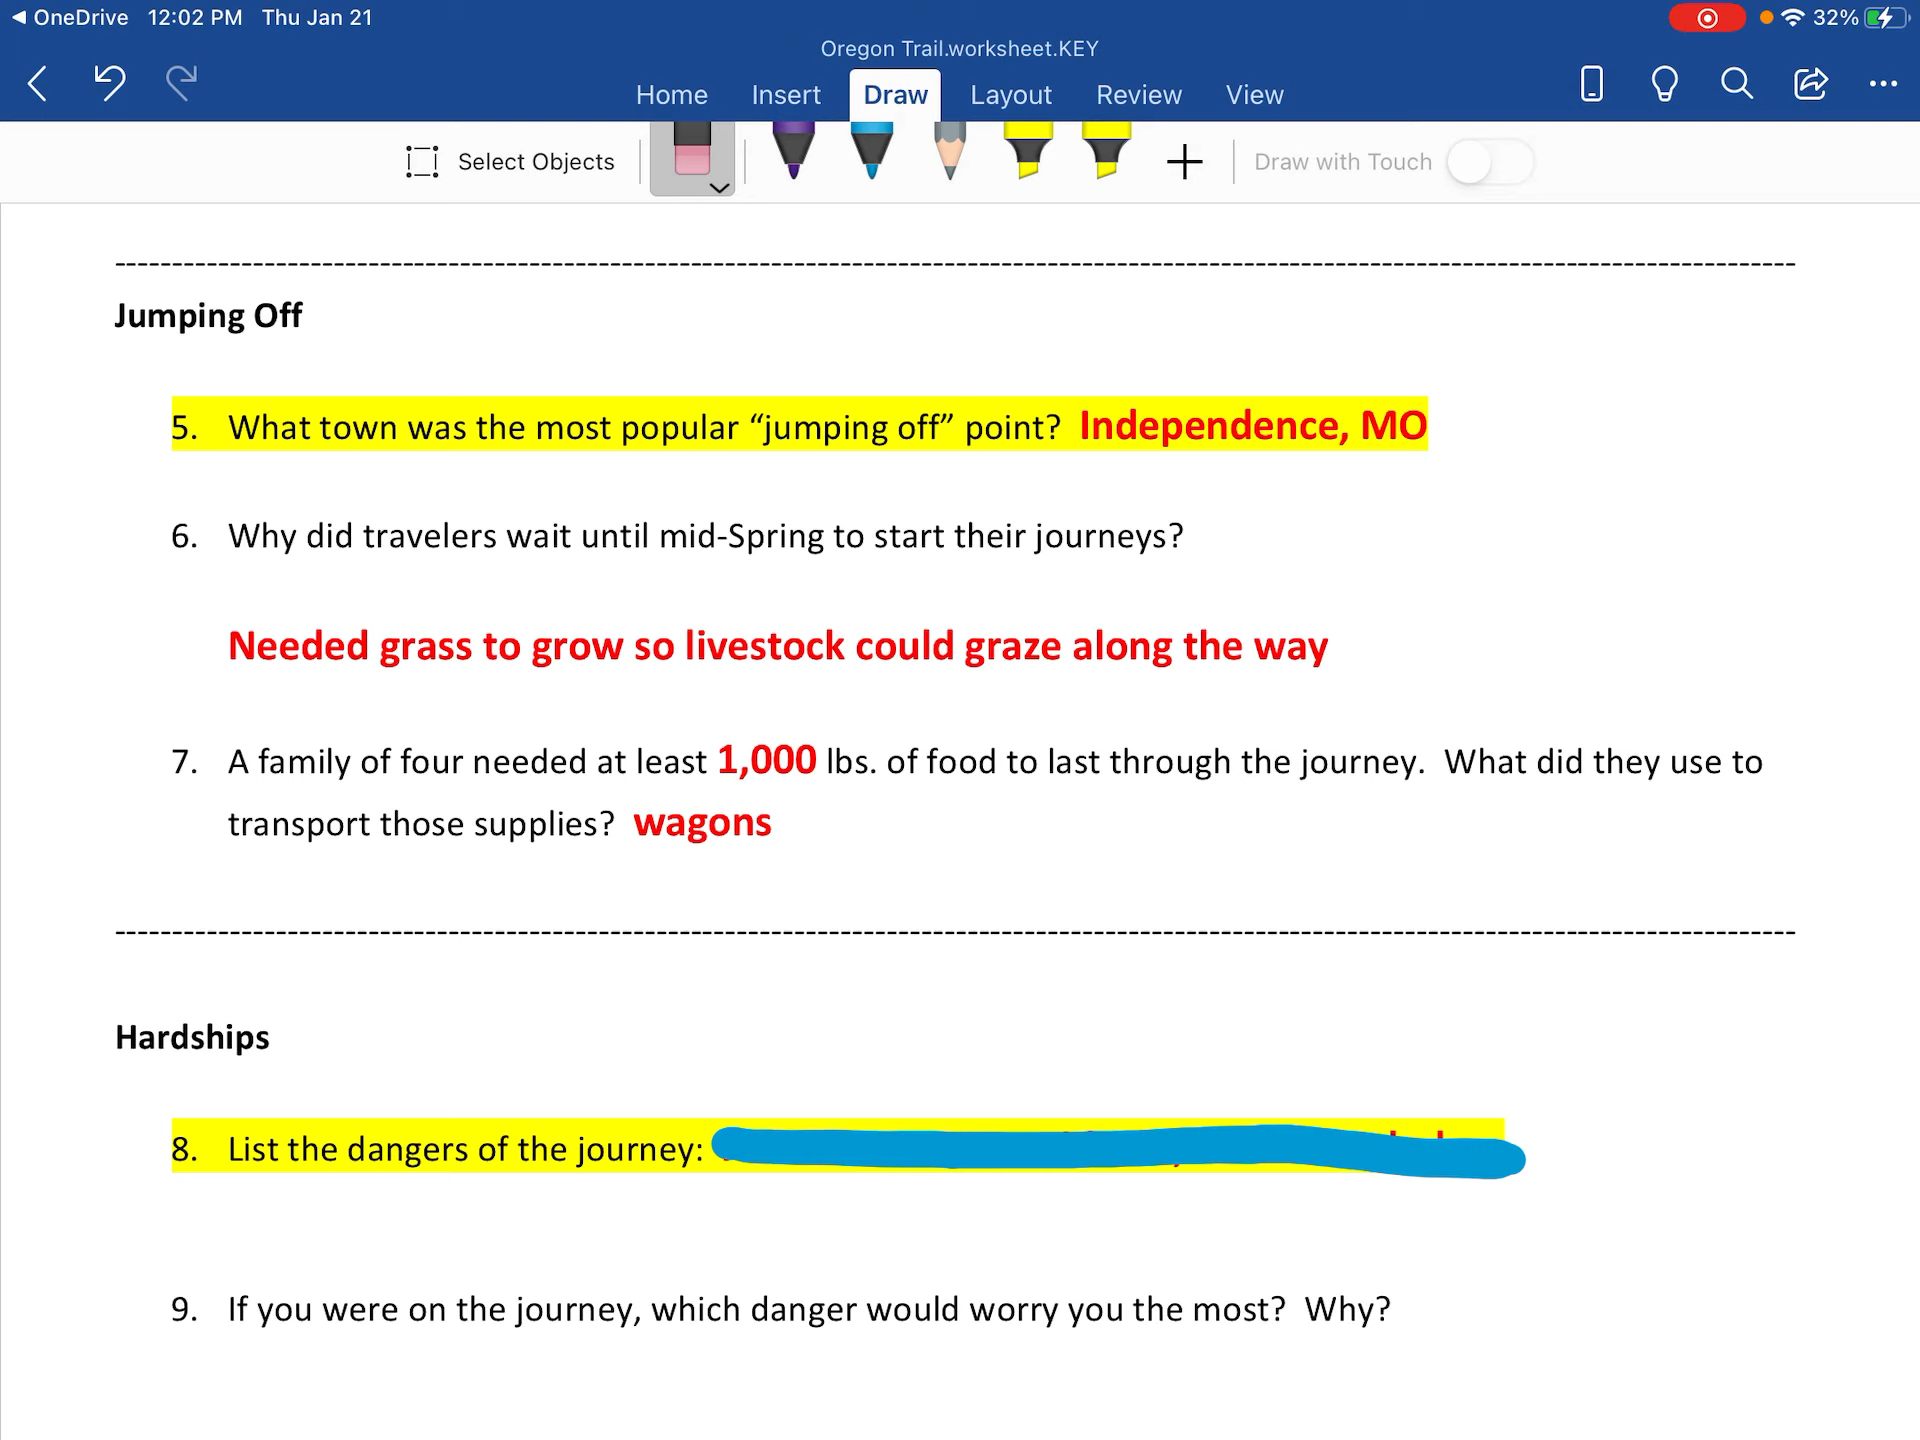 OneDrive 12:02 PM Thu Jan 21 32%
Oregon Trail.worksheet.KEY
Home Insert Draw Layout Review View
Select Objects Draw with Touch
--------------------------------------------------------------------------------------------------------------------------------------------------------
Jumping Off
5. What town was the most popular “jumping off” point? Independence, MO
6. Why did travelers wait until mid-Spring to start their journeys?
Needed grass to grow so livestock could graze along the way
7. A family of four needed at least 1,000 lbs. of food to last through the journey. What did they use to
transport those supplies? wagons
--------------------------------------------------------------------------------------------------------------------------------------------------------
Hardships
8. List the dangers of the journey:
9. If you were on the journey, which danger would worry you the most? Why?